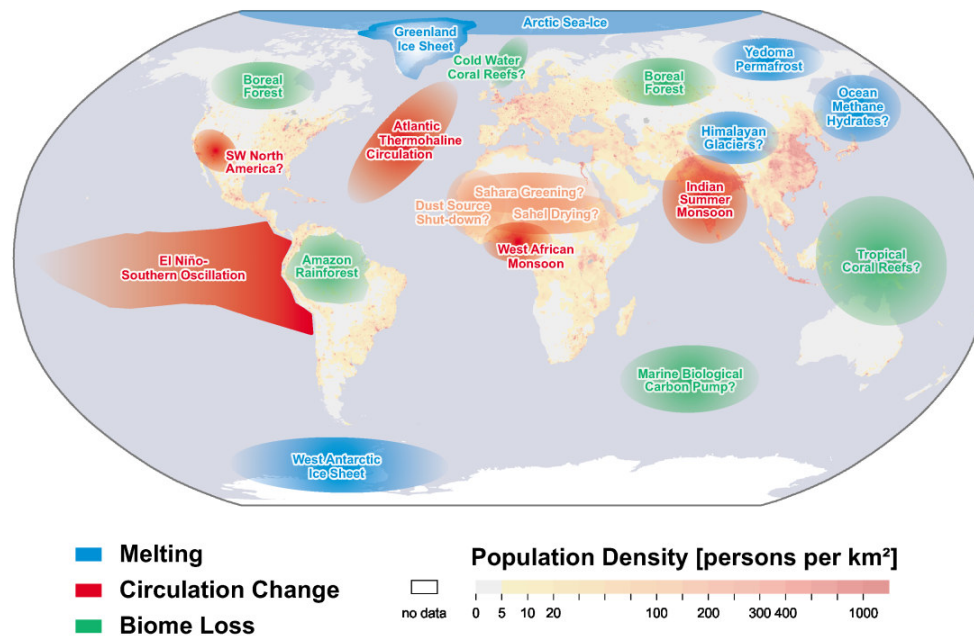 Arctic Sea-Ice
Greenland
Ice Sheet
Cold Water
Coral Reefs?
Yedoma
Permafrost
Boreal
Forest
Boreal
Forest
Ocean
Methane
Hydrates?
Atlantic
Thermohaline
Circulation
Himalayan
Glaciers?
SW North
America?
Sahara Greening?
Dust Source
Shut-down?
Sahel Drying?
Indian
Summer
Monsoon
West African
Monsoon
El Niño-
Southern Oscillation
Amazon
Rainforest
Tropical
Coral Reefs?
Marine Biological
Carbon Pump?
West Antarctic
Ice Sheet
Melting
Circulation Change
Biome Loss
Population Density [persons per km²]
no data
0 5 10 20 100 200 300 400 1000